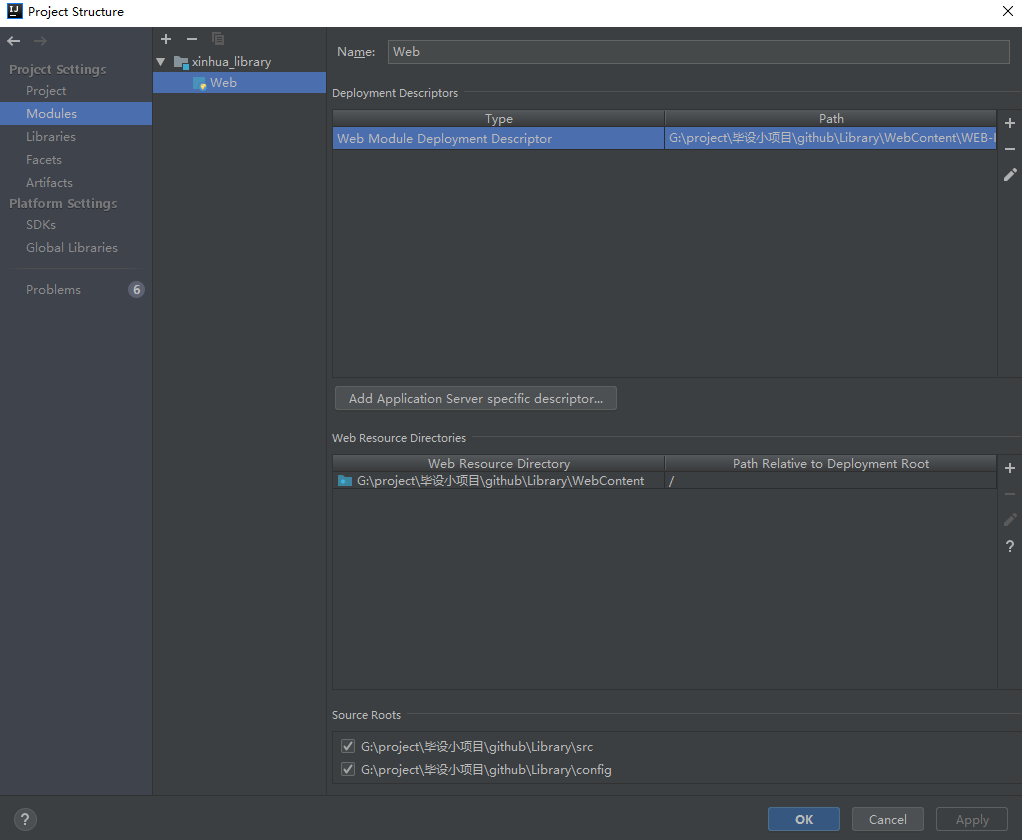 Project Structure
Project Settings
Project
Modules
Libraries
Facets
Artifacts
Platform Settings
SDKs
Global Libraries
Problems 6
xinhua_library
Web
Name: Web
Deployment Descriptors
Type Path
Web Module Deployment Descriptor G:\project\毕设小项目\github\Library\WebContent\WEB-I
Add Application Server specific descriptor...
Web Resource Directories
Web Resource Directory Path Relative to Deployment Root
G:\project\毕设小项目\github\Library\WebContent /
Source Roots
G:\project\毕设小项目\github\Library\src
G:\project\毕设小项目\github\Library\config
? OK Cancel Apply